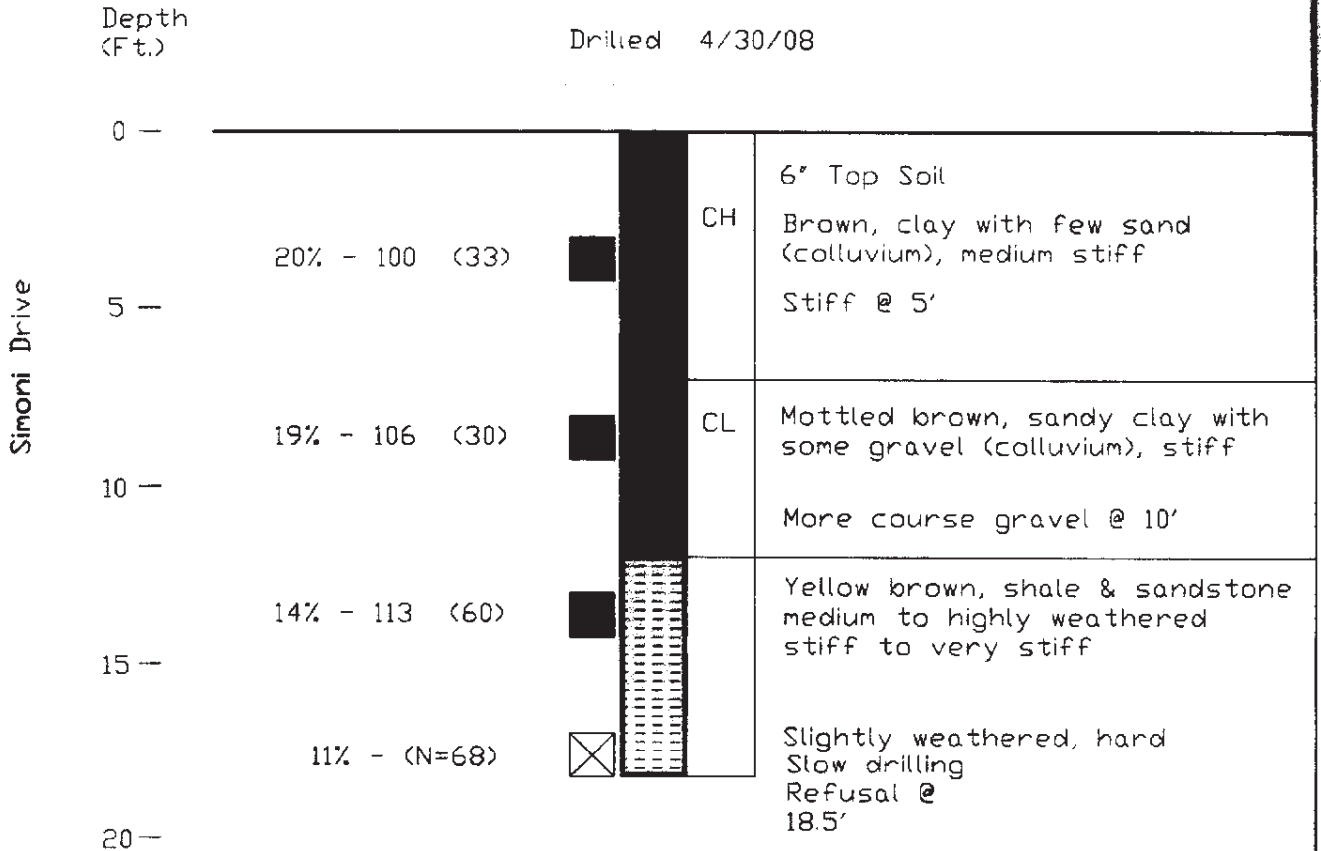 Depth
(Ft.)
Drilled 4/30/08
Simoni Drive
0
6" Top Soil
CH
Brown, clay with few sand
(colluvium), medium stiff
20% - 100 (33)
5
Stiff @ 5'
CL
Mottled brown, sandy clay with
some gravel (colluvium), stiff
19% - 106 (30)
10
More course gravel @ 10'
Yellow brown, shale & sandstone
medium to highly weathered
stiff to very stiff
14% - 113 (60)
15
Slightly weathered, hard
Slow drilling
Refusal @
18.5'
11% - (N=68)
20